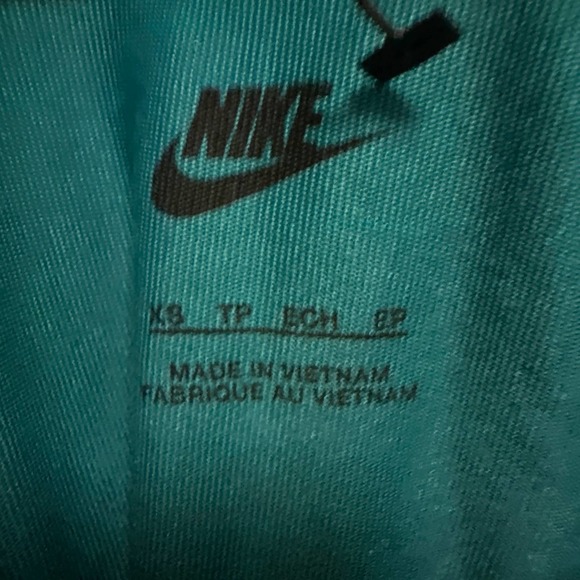 NIKE
XS TP ECH EP
MADE IN VIETNAM
FABRIQUE AU VIETNAM